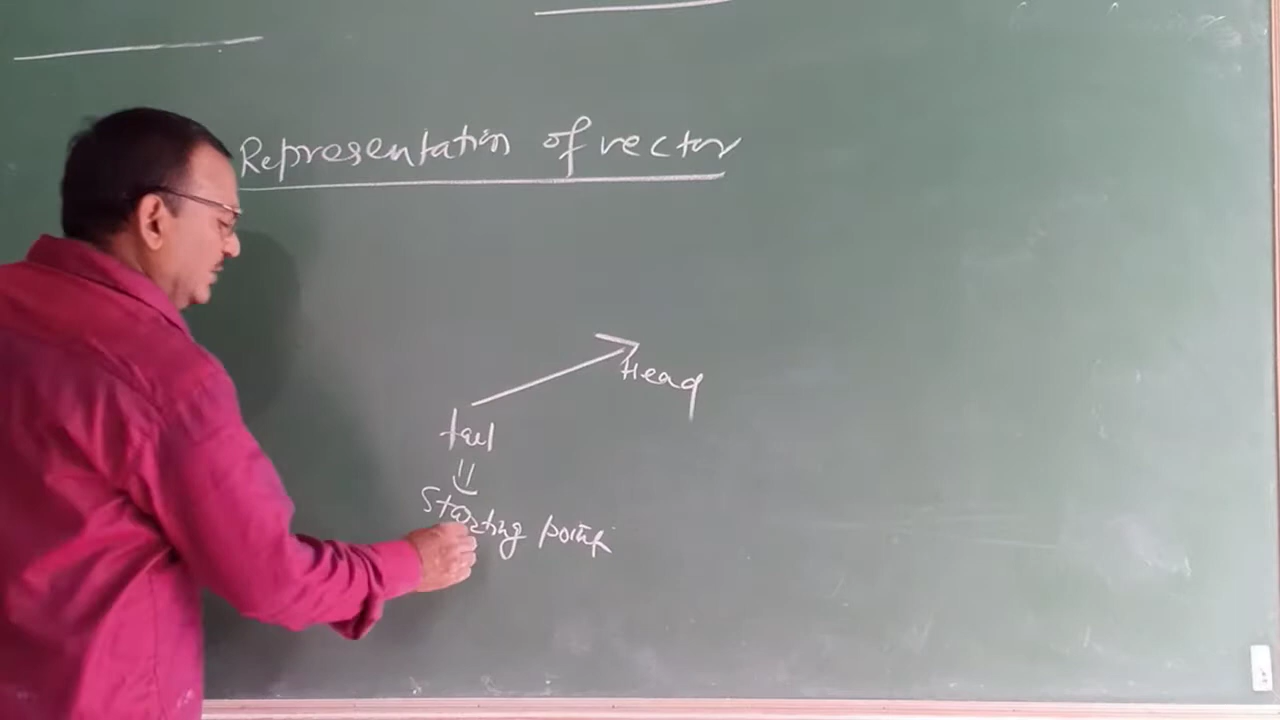 Representation of vector
Head
tail
Starting point